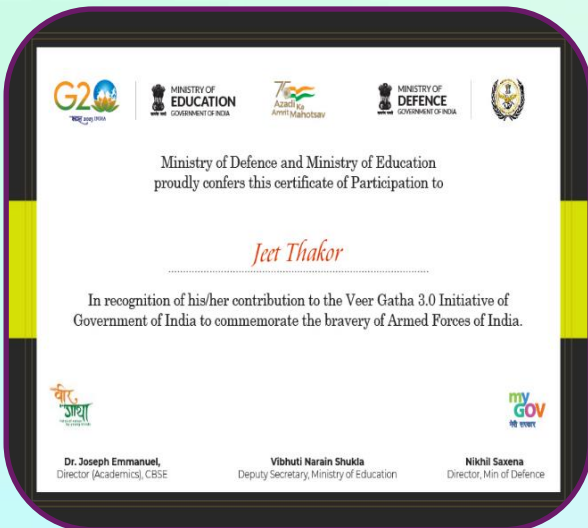 G20
भारत 2023 INDIA
MINISTRY OF
EDUCATION
GOVERNMENT OF INDIA
Azadi Ka
Amrit Mahotsav
MINISTRY OF
DEFENCE
GOVERNMENT OF INDIA
Ministry of Defence and Ministry of Education
proudly confers this certificate of Participation to
Jeet Thakor
In recognition of his/her contribution to the Veer Gatha 3.0 Initiative of
Government of India to commemorate the bravery of Armed Forces of India.
वीर
गाथा
my
GOV
मेरी सरकार
Dr. Joseph Emmanuel,
Director (Academics), CBSE
Vibhuti Narain Shukla
Deputy Secretary, Ministry of Education
Nikhil Saxena
Director, Min of Defence